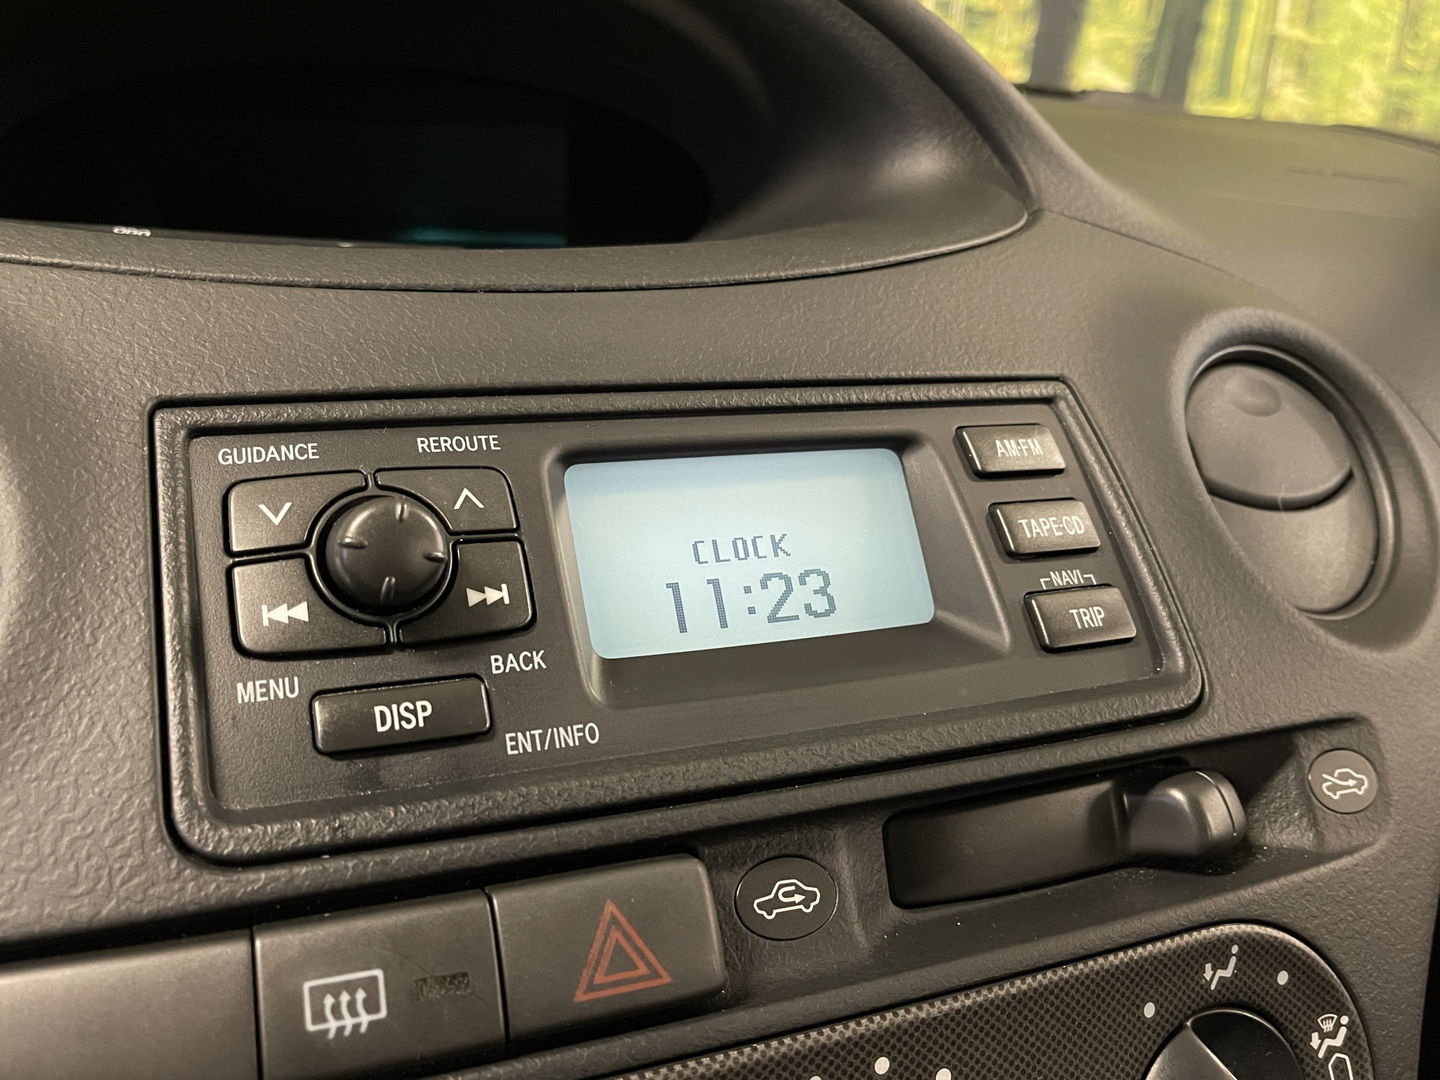 GUIDANCE
REROUTE
AM·FM
TAPE·CD
CLOCK
11:23
NAVI
TRIP
MENU
BACK
DISP
ENT/INFO